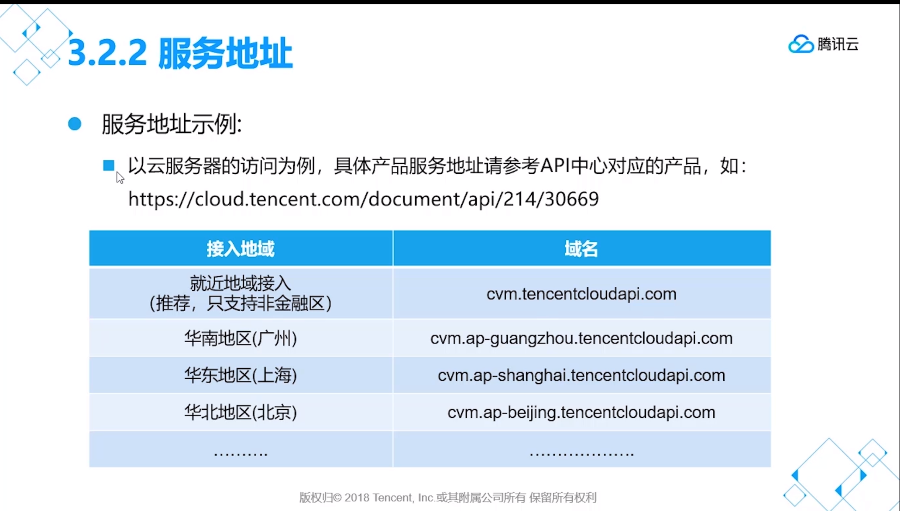 3.2.2 服务地址
腾讯云
服务地址示例:
以云服务器的访问为例，具体产品服务地址请参考API中心对应的产品，如：
https://cloud.tencent.com/document/api/214/30669
接入地域
域名
就近地域接入
（推荐，只支持非金融区）
cvm.tencentcloudapi.com
华南地区(广州)
cvm.ap-guangzhou.tencentcloudapi.com
华东地区(上海)
cvm.ap-shanghai.tencentcloudapi.com
华北地区(北京)
cvm.ap-beijing.tencentcloudapi.com
..........
...................
版权归© 2018 Tencent, Inc.或其附属公司所有 保留所有权利